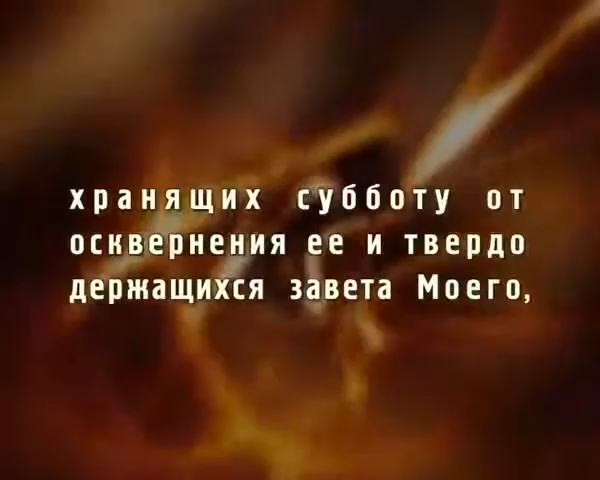 хранящих субботу от
осквернения ее и твердо
держащихся завета Моего,